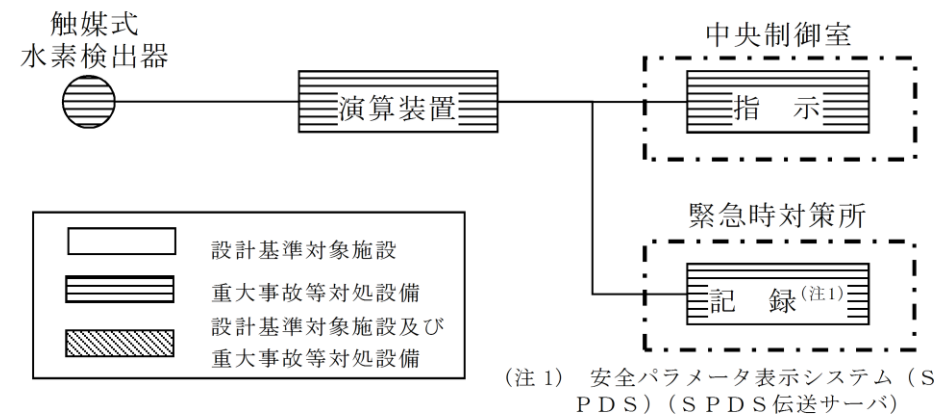 触媒式
水素検出器
演算装置
中央制御室
指 示
緊急時対策所
記 録(注1)
設計基準対象施設
重大事故等対処設備
設計基準対象施設及び
重大事故等対処設備
(注1) 安全パラメータ表示システム(S
PDS)(SPDS伝送サーバ)